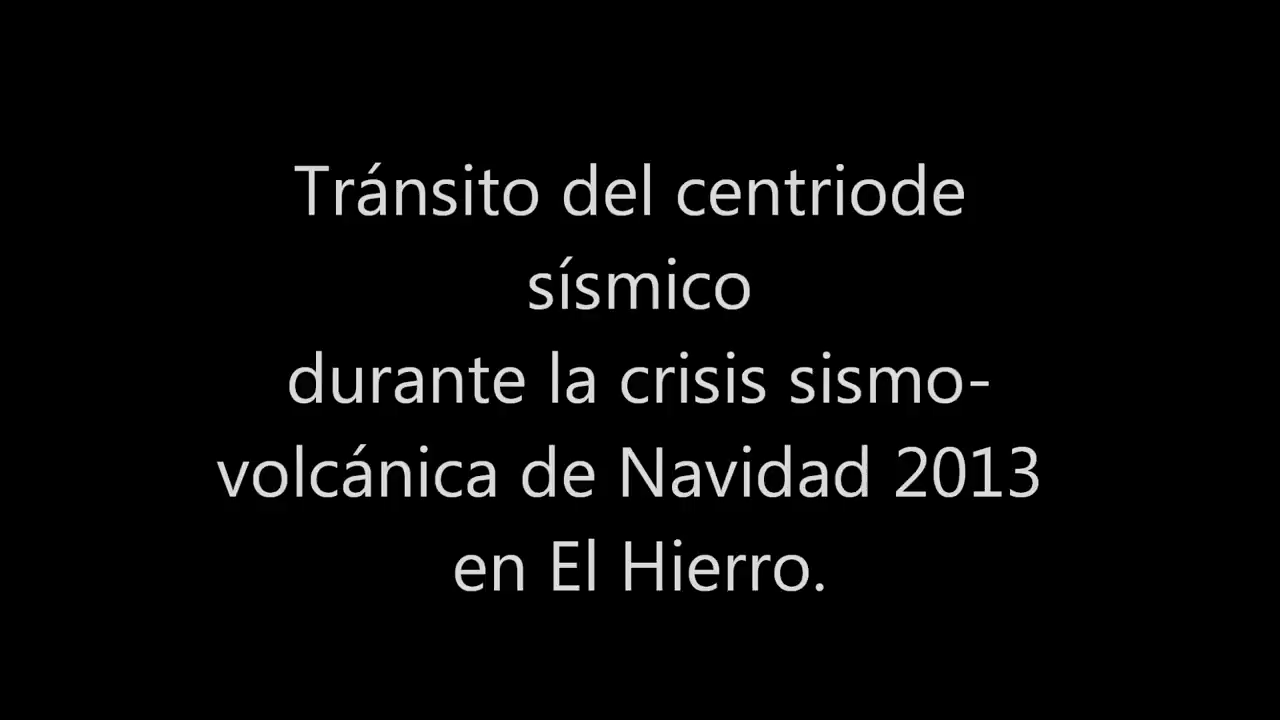 Tránsito del centriode
sísmico
durante la crisis sismo-
volcánica de Navidad 2013
en El Hierro.